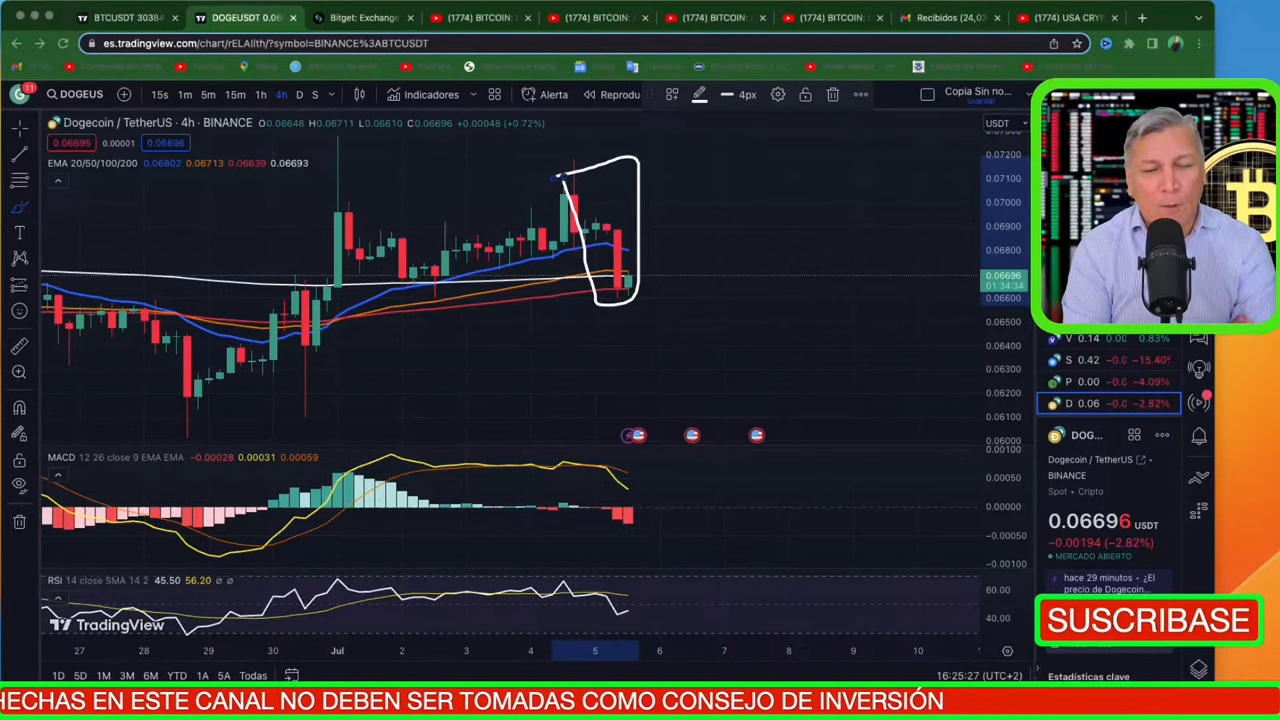 BTCUSDT 30384
DOGEUSDT 0.06
Bitget: Exchange
(1774) BITCOIN:
(1774) BITCOIN: /
(1774) BITCOIN: /
(1774) BITCOIN: /
Recibidos (24,03
(1774) USA CRY
es.tradingview.com/chart/rELAlith/?symbol=BINANCE%3ABTCUSDT
11
DOGEUS
15s 1m 5m 15m 1h 4h D S
Indicadores
Alerta
Reprodu
4px
Copia Sin no...
Guardar
Dogecoin / TetherUS · 4h · BINANCE
0.06695 0.00001 0.06696
EMA 20/50/100/200 0.06802 0.06713 0.06639 0.06693
USDT
0.07200
0.07100
0.07000
0.06900
0.06800
0.06696
01:34:34
0.06600
0.06500
0.06400
0.06300
0.06200
0.06100
0.06000
MACD 12 26 close 9 EMA EMA −0.00028 0.00031 0.00059
0.00100
0.00050
0.00000
−0.00050
−0.00100
RSI 14 close SMA 14 2 45.50 56.20
60.00
40.00
TradingView
26 27 28 29 30 Jul 2 3 4 5 6 7 8 9 10
1D 5D 1M 3M 6M YTD 1A 5A Todas
16:25:27 (UTC+2)
V 0.14 0.00 0.83%
S 0.42 −15.40%
P 0.00 −4.09%
D 0.06 −2.82%
DOG...
Dogecoin / TetherUS
BINANCE
Spot • Cripto
0.06696 USDT
−0.00194 (−2.82%)
MERCADO ABIERTO
hace 29 minutos • ¿El
precio de Dogecoin...
SUSCRIBASE
Estadísticas clave
HECHAS EN ESTE CANAL NO DEBEN SER TOMADAS COMO CONSEJO DE INVERSIÓN